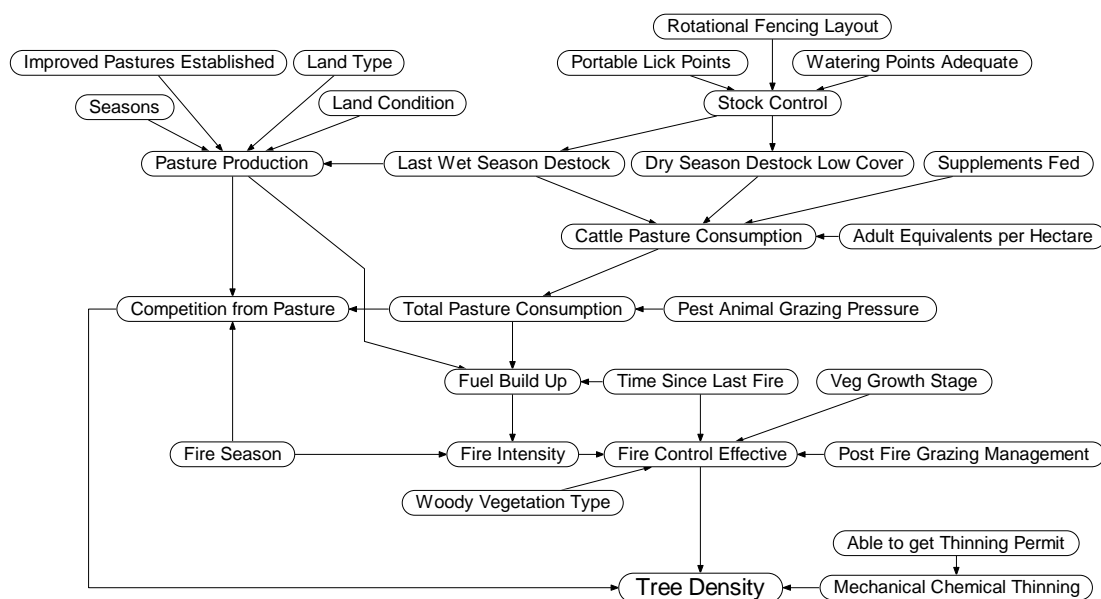 Rotational Fencing Layout
Improved Pastures Established
Land Type
Portable Lick Points
Watering Points Adequate
Seasons
Land Condition
Stock Control
Pasture Production
Last Wet Season Destock
Dry Season Destock Low Cover
Supplements Fed
Cattle Pasture Consumption
Adult Equivalents per Hectare
Competition from Pasture
Total Pasture Consumption
Pest Animal Grazing Pressure
Fuel Build Up
Time Since Last Fire
Veg Growth Stage
Fire Season
Fire Intensity
Fire Control Effective
Post Fire Grazing Management
Woody Vegetation Type
Able to get Thinning Permit
Tree Density
Mechanical Chemical Thinning